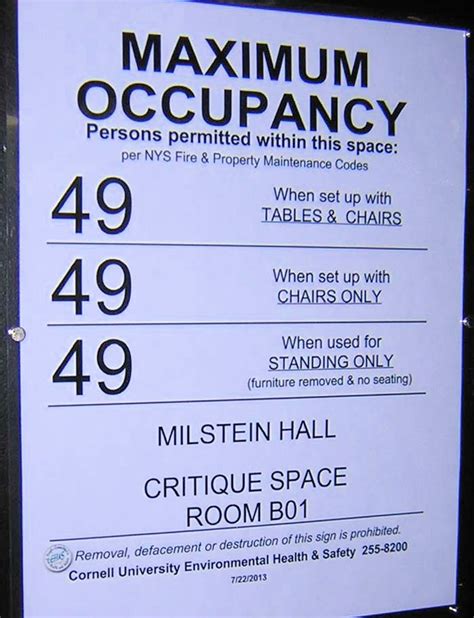 MAXIMUM
OCCUPANCY
Persons permitted within this space:
per NYS Fire & Property Maintenance Codes
49 When set up with
TABLES & CHAIRS
49 When set up with
CHAIRS ONLY
49 When used for
STANDING ONLY
(furniture removed & no seating)
MILSTEIN HALL
CRITIQUE SPACE
ROOM B01
Removal, defacement or destruction of this sign is prohibited.
Cornell University Environmental Health & Safety 255-8200
7/22/2013